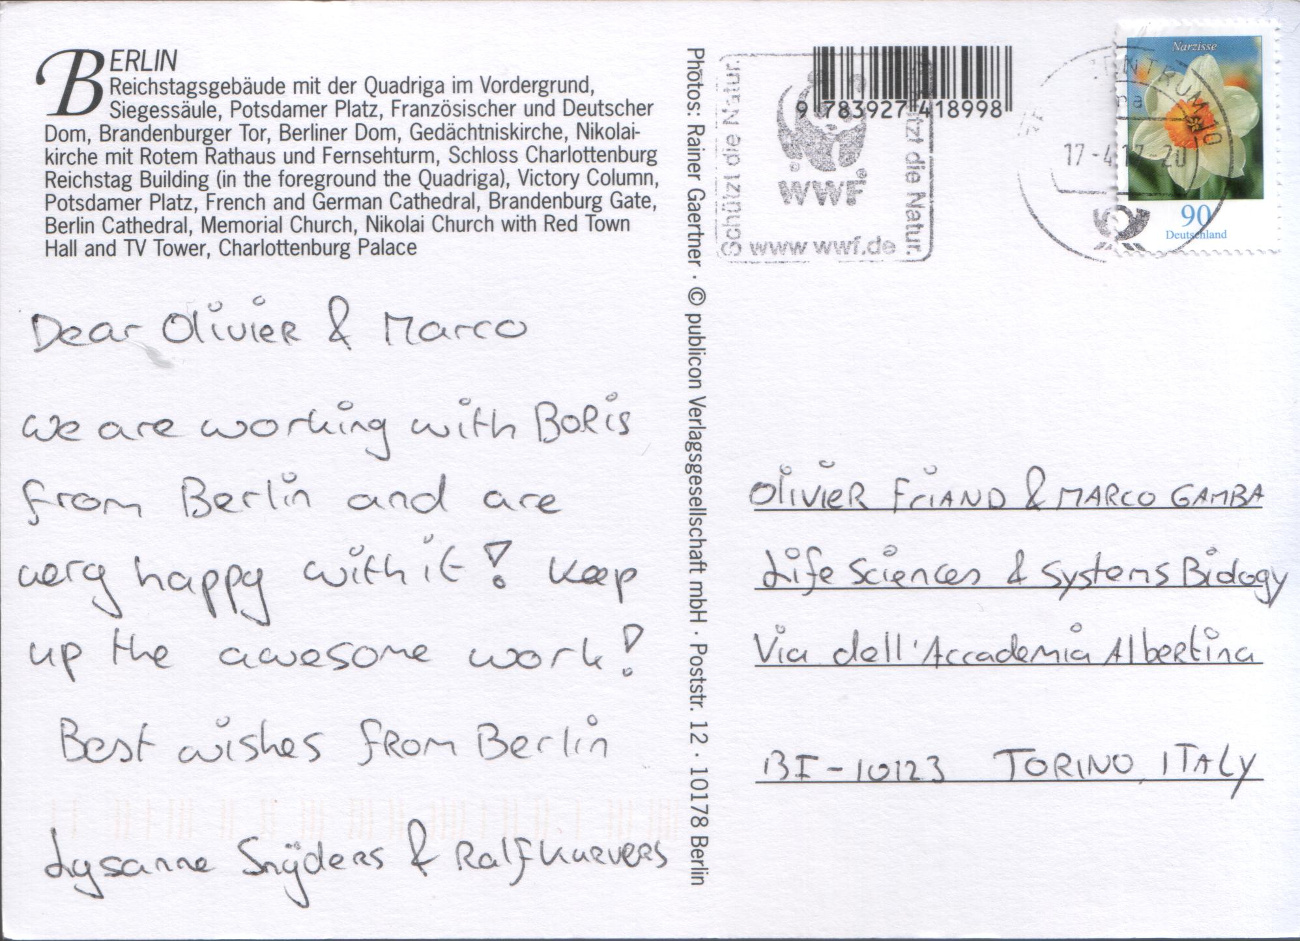 BERLIN
Reichstagsgebäude mit der Quadriga im Vordergrund,
Siegessäule, Potsdamer Platz, Französischer und Deutscher
Dom, Brandenburger Tor, Berliner Dom, Gedächtniskirche, Nikolai-
kirche mit Rotem Rathaus und Fernsehturm, Schloss Charlottenburg
Reichstag Building (in the foreground the Quadriga), Victory Column,
Potsdamer Platz, French and German Cathedral, Brandenburg Gate,
Berlin Cathedral, Memorial Church, Nikolai Church with Red Town
Hall and TV Tower, Charlottenburg Palace
Dear Olivier & Marco
we are working with Boris
from Berlin and are
very happy with it! Keep
up the awesome work!
Best wishes from Berlin
Lysanne Snijders & Ralf Kurvers
Photos: Rainer Gaertner · © publicon Verlagsgesellschaft mbH · Poststr. 12 · 10178 Berlin
9 783927 418998
Schützt die Natur.
WWF®
www wwf.de
Schützt die Natur.
17-4.17-20
Narzisse
90
Deutschland
OLIVIER FRIAND & MARCO GAMBA
Life Sciences & Systems Biology
Via dell'Accademia Albertina
BI-10123 TORINO, ITALY